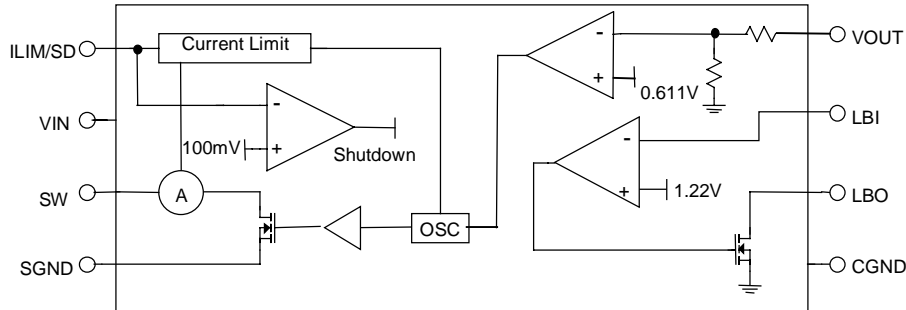 ILIM/SD
Current Limit
VOUT
-
+
0.611V
VIN
-
100mV
+
Shutdown
LBI
-
+
1.22V
SW
A
LBO
OSC
SGND
CGND